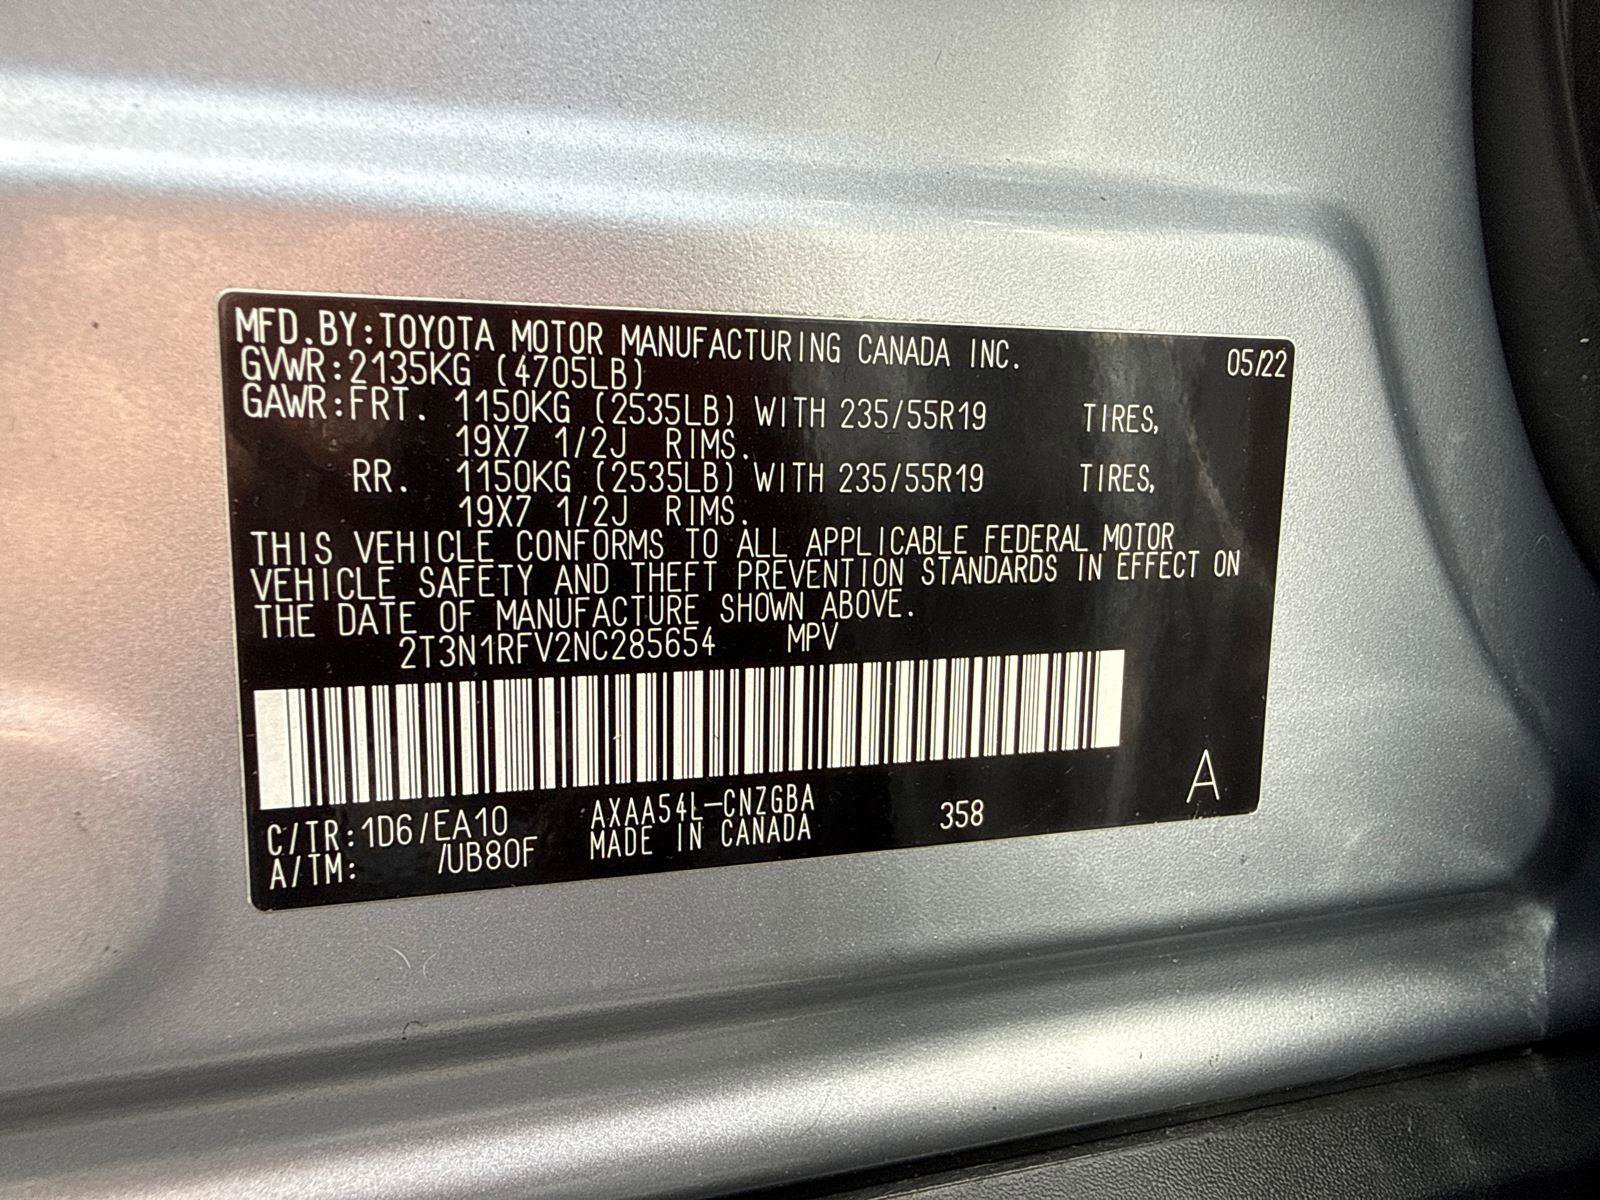 MFD.BY:TOYOTA MOTOR MANUFACTURING CANADA INC. 05/22
GVWR:2135KG (4705LB)
GAWR:FRT. 1150KG (2535LB) WITH 235/55R19 TIRES,
19X7 1/2J RIMS.
RR. 1150KG (2535LB) WITH 235/55R19 TIRES,
19X7 1/2J RIMS.
THIS VEHICLE CONFORMS TO ALL APPLICABLE FEDERAL MOTOR
VEHICLE SAFETY AND THEFT PREVENTION STANDARDS IN EFFECT ON
THE DATE OF MANUFACTURE SHOWN ABOVE.
2T3N1RFV2NC285654 MPV
C/TR:1D6/EA10 AXAA54L-CNZGBA 358 A
A/TM: /UB80F MADE IN CANADA